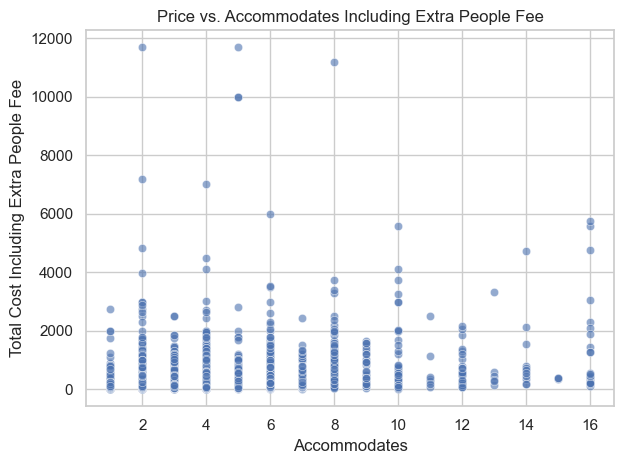 Price vs. Accommodates Including Extra People Fee
12000
10000
8000
6000
4000
2000
0
Total Cost Including Extra People Fee
2 4 6 8 10 12 14 16
Accommodates